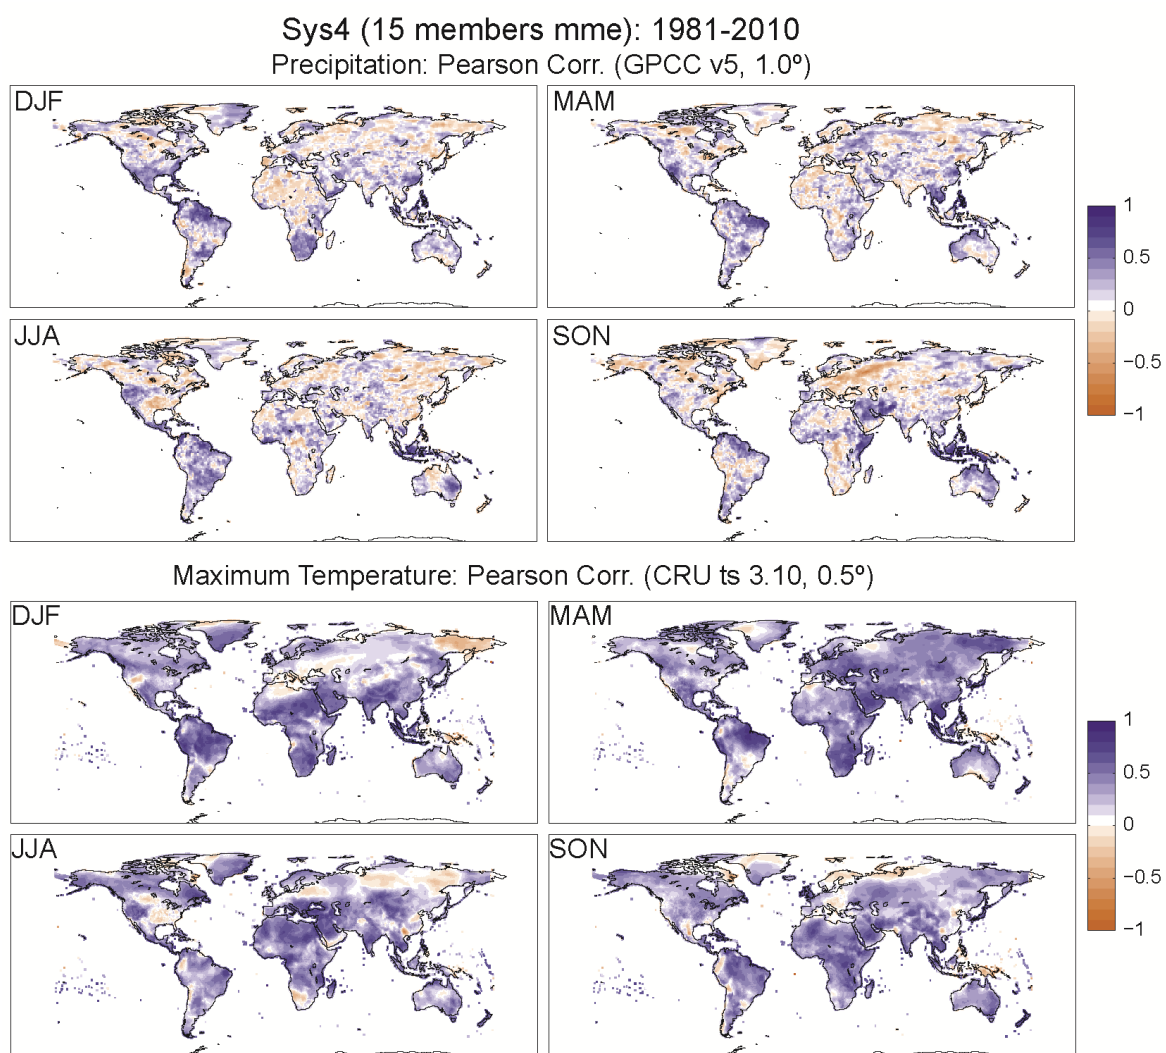 Sys4 (15 members mme): 1981-2010
Precipitation: Pearson Corr. (GPCC v5, 1.0º)
DJF
MAM
JJA
SON
1
0.5
0
−0.5
−1
Maximum Temperature: Pearson Corr. (CRU ts 3.10, 0.5º)
DJF
MAM
JJA
SON
1
0.5
0
−0.5
−1